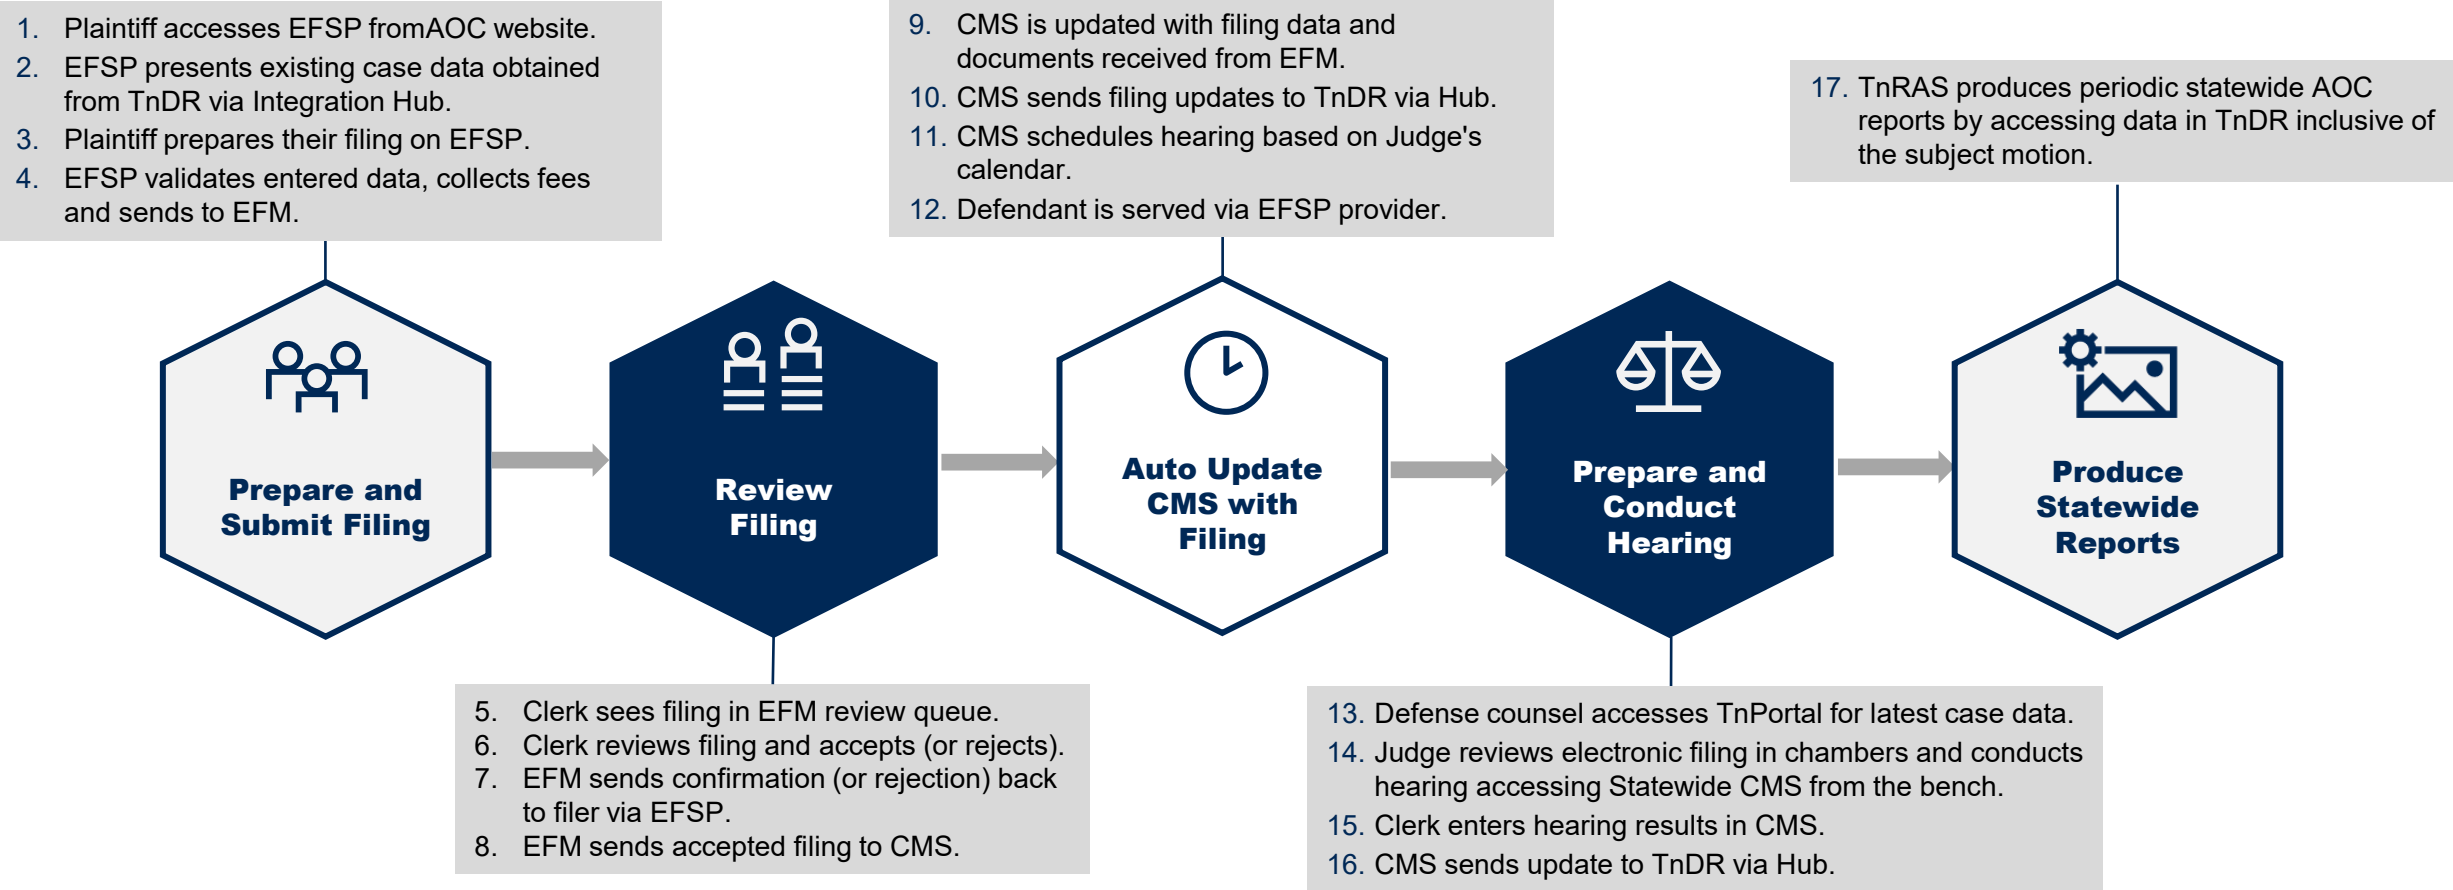 1. Plaintiff accesses EFSP fromAOC website.
2. EFSP presents existing case data obtained
from TnDR via Integration Hub.
3. Plaintiff prepares their filing on EFSP.
4. EFSP validates entered data, collects fees
and sends to EFM.
9. CMS is updated with filing data and
documents received from EFM.
10. CMS sends filing updates to TnDR via Hub.
11. CMS schedules hearing based on Judge's
calendar.
12. Defendant is served via EFSP provider.
17. TnRAS produces periodic statewide AOC
reports by accessing data in TnDR inclusive of
the subject motion.
Prepare and
Submit Filing
Review
Filing
Auto Update
CMS with
Filing
Prepare and
Conduct
Hearing
Produce
Statewide
Reports
5. Clerk sees filing in EFM review queue.
6. Clerk reviews filing and accepts (or rejects).
7. EFM sends confirmation (or rejection) back
to filer via EFSP.
8. EFM sends accepted filing to CMS.
13. Defense counsel accesses TnPortal for latest case data.
14. Judge reviews electronic filing in chambers and conducts
hearing accessing Statewide CMS from the bench.
15. Clerk enters hearing results in CMS.
16. CMS sends update to TnDR via Hub.